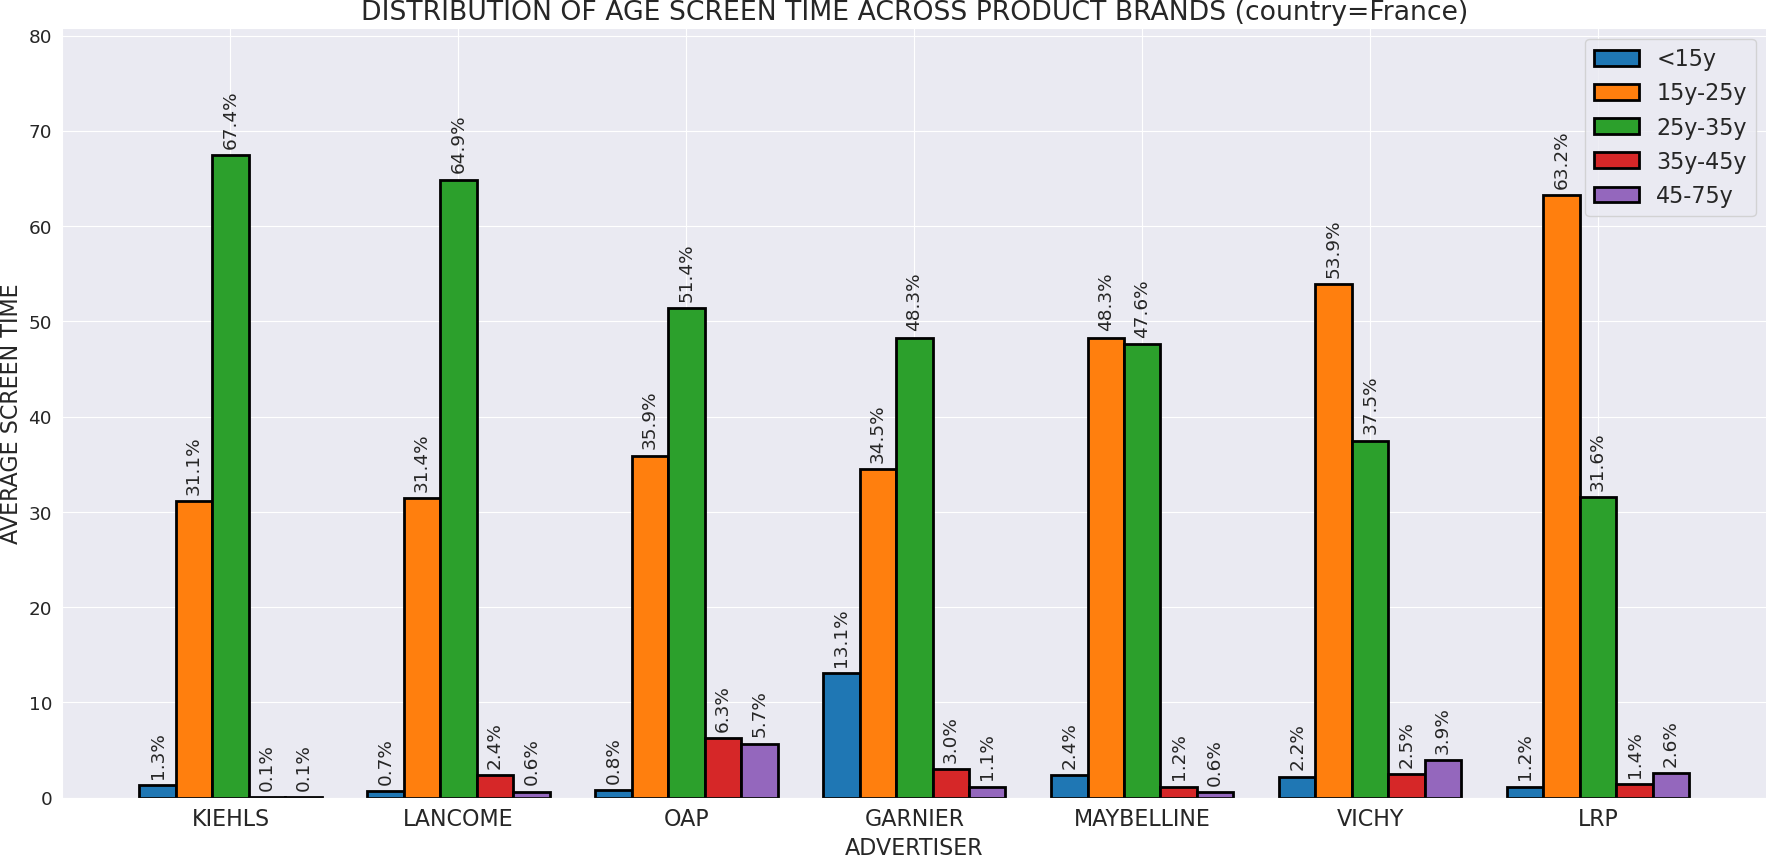 DISTRIBUTION OF AGE SCREEN TIME ACROSS PRODUCT BRANDS (country=France)
80
70
60
50
40
30
20
10
0
AVERAGE SCREEN TIME
<15y
15y-25y
25y-35y
35y-45y
45-75y
1.3%
31.1%
67.4%
0.1%
0.1%
0.7%
31.4%
64.9%
2.4%
0.6%
0.8%
35.9%
51.4%
6.3%
5.7%
13.1%
34.5%
48.3%
3.0%
1.1%
2.4%
48.3%
47.6%
1.2%
0.6%
2.2%
53.9%
37.5%
2.5%
3.9%
1.2%
63.2%
31.6%
1.4%
2.6%
KIEHLS
LANCOME
OAP
GARNIER
MAYBELLINE
VICHY
LRP
ADVERTISER